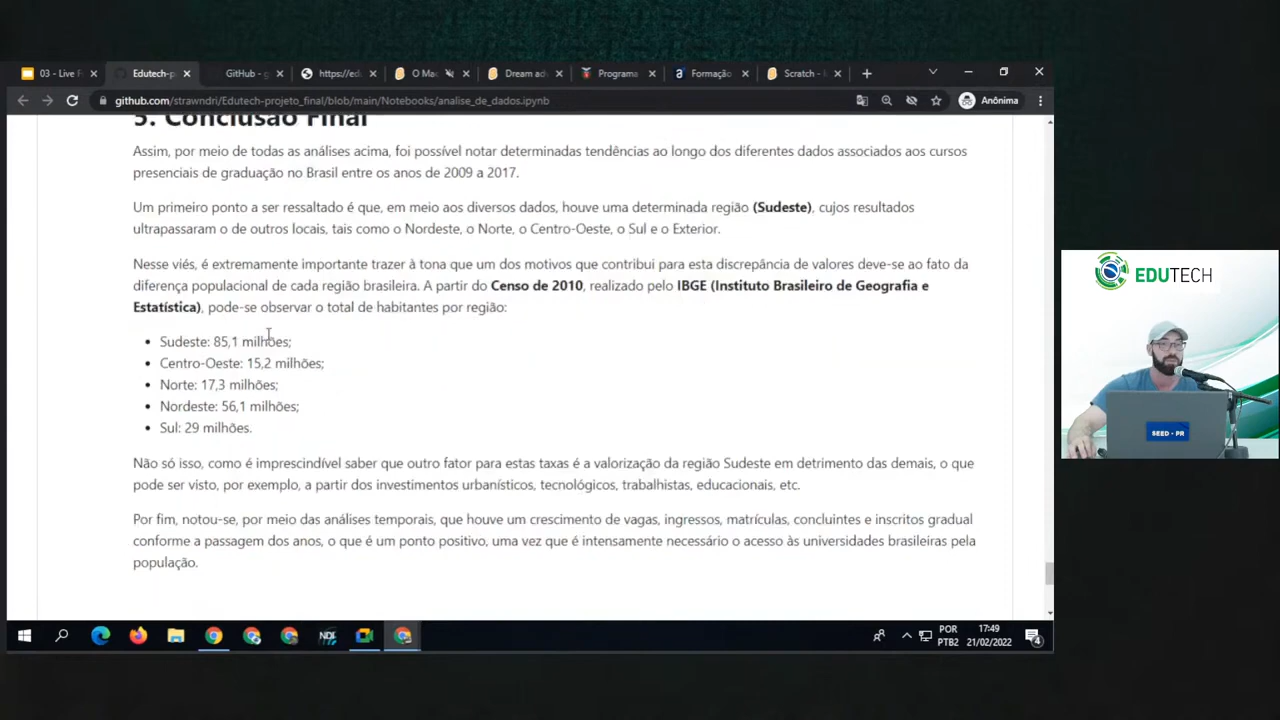 03 - Live F
Edutech-p
GitHub - g
https://ed
O Ma
Dream ad
Programa
Formação
Scratch -
github.com/strawndri/Edutech-projeto_final/blob/main/Notebooks/analise_de_dados.ipynb
Anônima
5. Conclusão Final
Assim, por meio de todas as análises acima, foi possível notar determinadas tendências ao longo dos diferentes dados associados aos cursos
presenciais de graduação no Brasil entre os anos de 2009 a 2017.
Um primeiro ponto a ser ressaltado é que, em meio aos diversos dados, houve uma determinada região (Sudeste), cujos resultados
ultrapassaram o de outros locais, tais como o Nordeste, o Norte, o Centro-Oeste, o Sul e o Exterior.
Nesse viés, é extremamente importante trazer à tona que um dos motivos que contribui para esta discrepância de valores deve-se ao fato da
diferença populacional de cada região brasileira. A partir do Censo de 2010, realizado pelo IBGE (Instituto Brasileiro de Geografia e
Estatística), pode-se observar o total de habitantes por região:
• Sudeste: 85,1 milhões;
• Centro-Oeste: 15,2 milhões;
• Norte: 17,3 milhões;
• Nordeste: 56,1 milhões;
• Sul: 29 milhões.
Não só isso, como é imprescindível saber que outro fator para estas taxas é a valorização da região Sudeste em detrimento das demais, o que
pode ser visto, por exemplo, a partir dos investimentos urbanísticos, tecnológicos, trabalhistas, educacionais, etc.
Por fim, notou-se, por meio das análises temporais, que houve um crescimento de vagas, ingressos, matrículas, concluintes e inscritos gradual
conforme a passagem dos anos, o que é um ponto positivo, uma vez que é intensamente necessário o acesso às universidades brasileiras pela
população.
EDUTECH
SEED - PR
NDI
POR
PTB2
17:49
21/02/2022
4